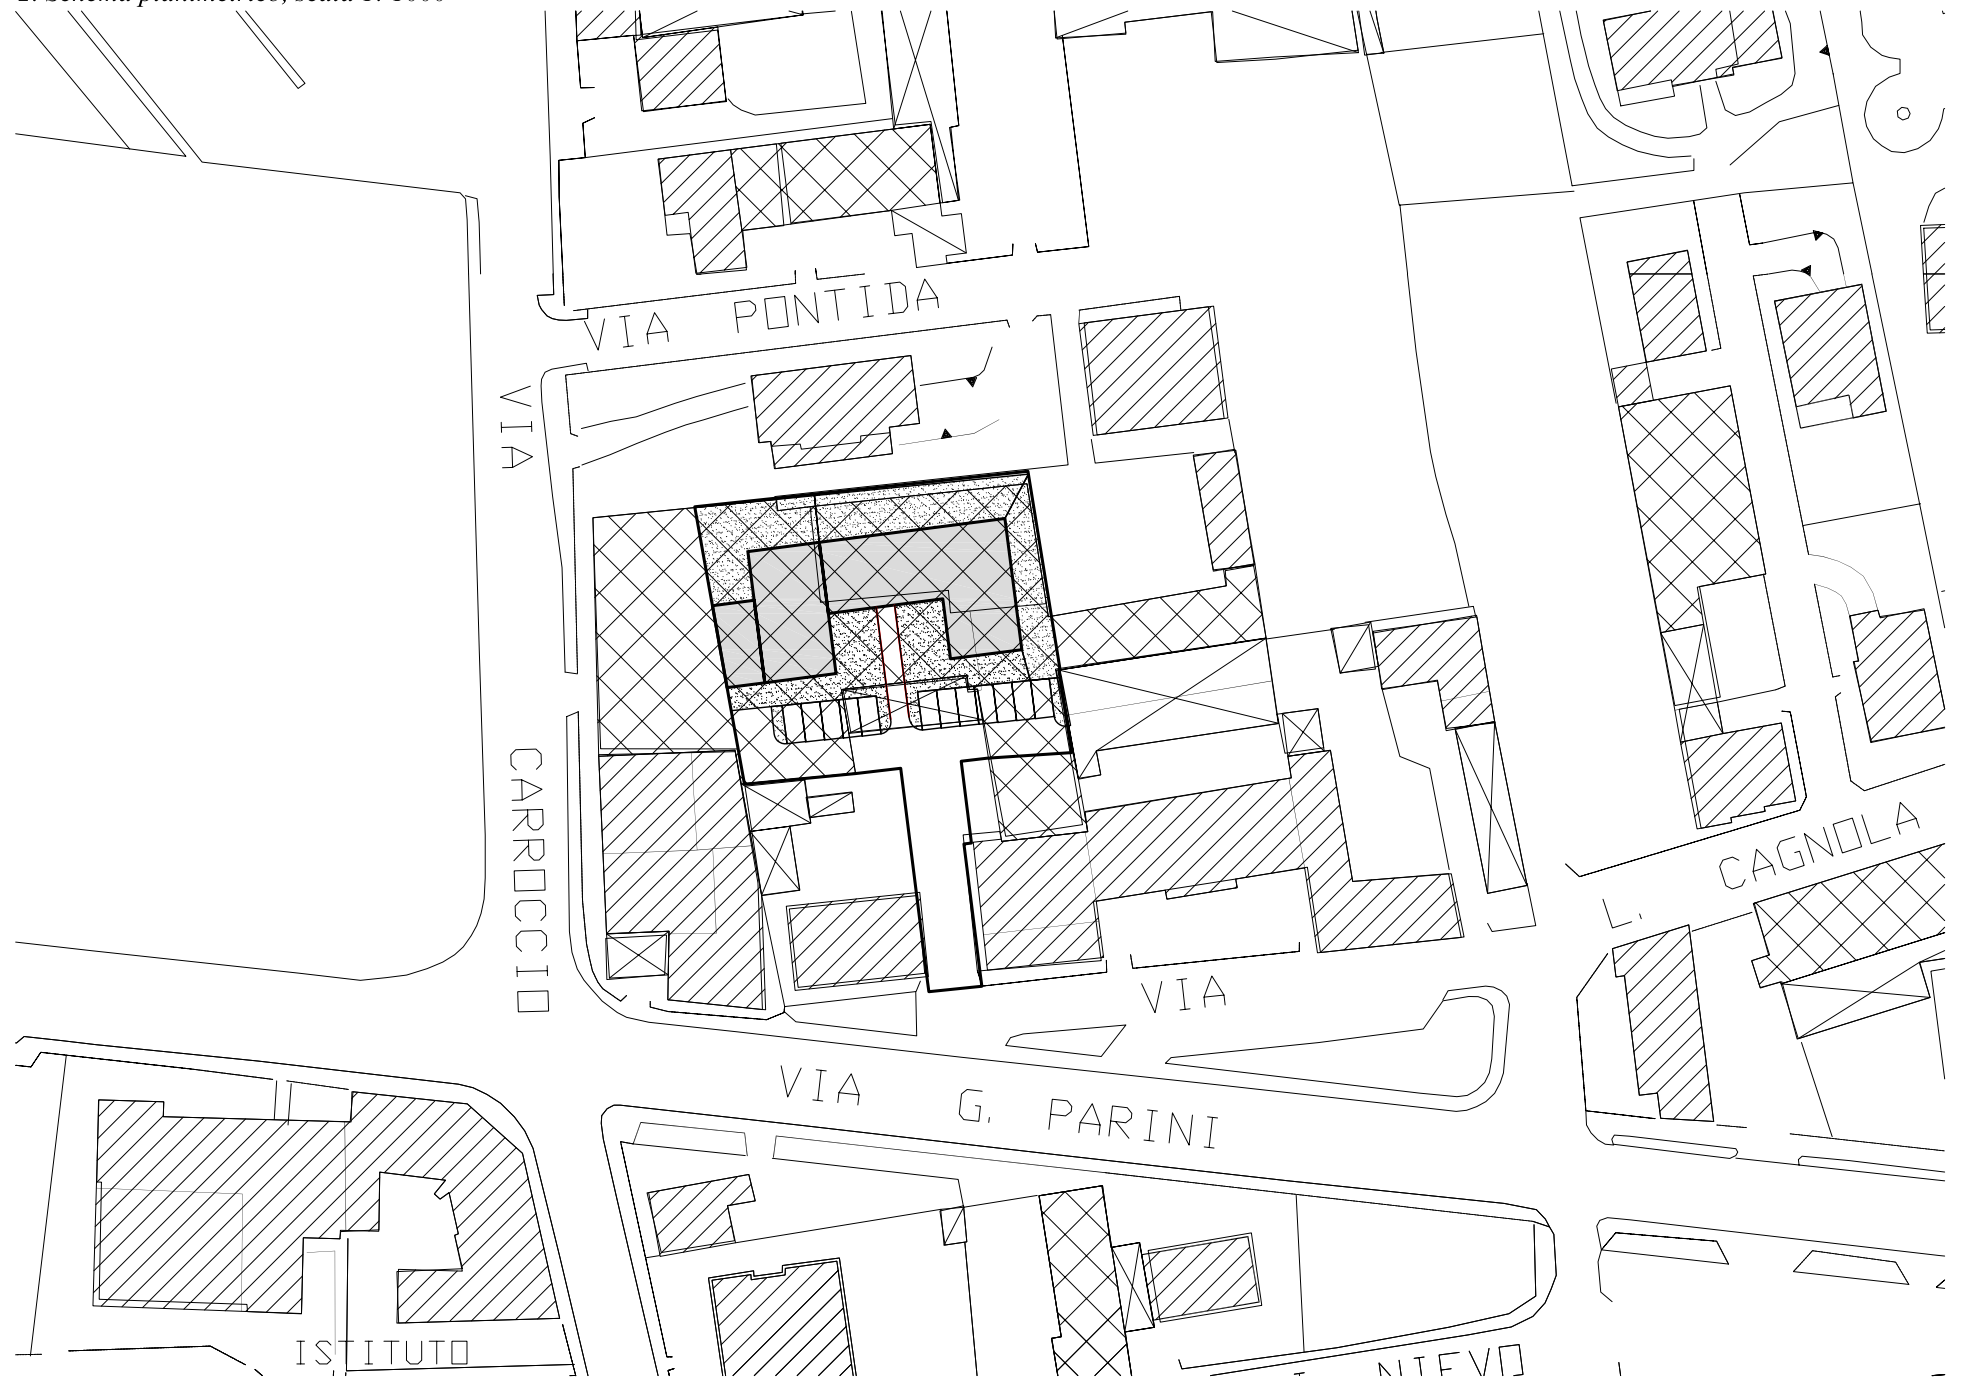 VIA PONTIDA
VIA CARROCCIO
VIA L. CAGNOLA
VIA G. PARINI
ISTITUTO
NIEVO